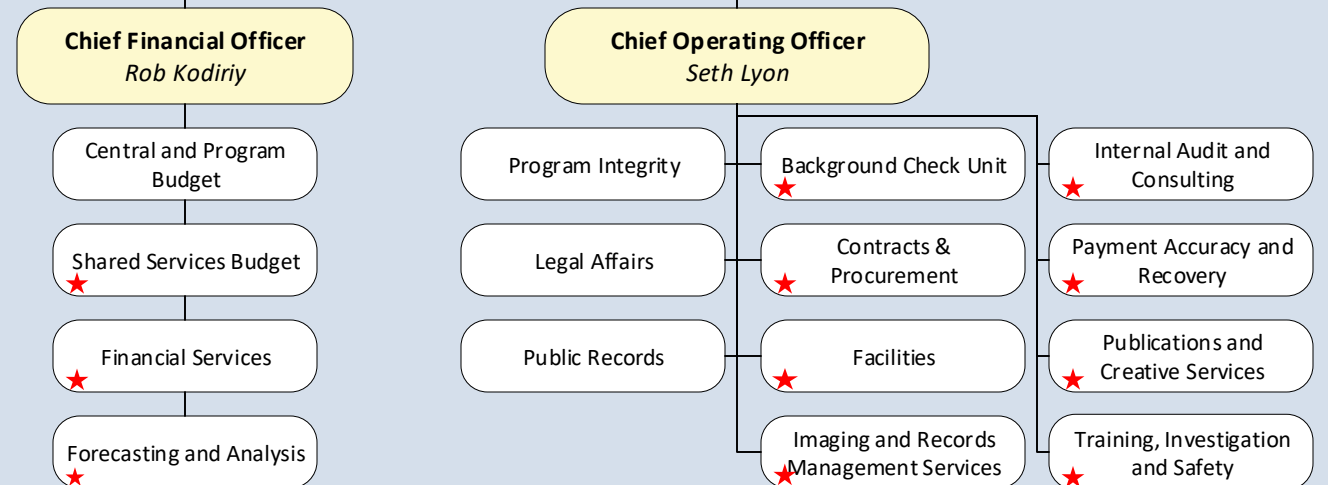 Chief Financial Officer
Rob Kodiriy
Central and Program
Budget
Shared Services Budget
Financial Services
Forecasting and Analysis
Chief Operating Officer
Seth Lyon
Program Integrity
Legal Affairs
Public Records
Background Check Unit
Contracts &
Procurement
Facilities
Imaging and Records
Management Services
Internal Audit and
Consulting
Payment Accuracy and
Recovery
Publications and
Creative Services
Training, Investigation
and Safety